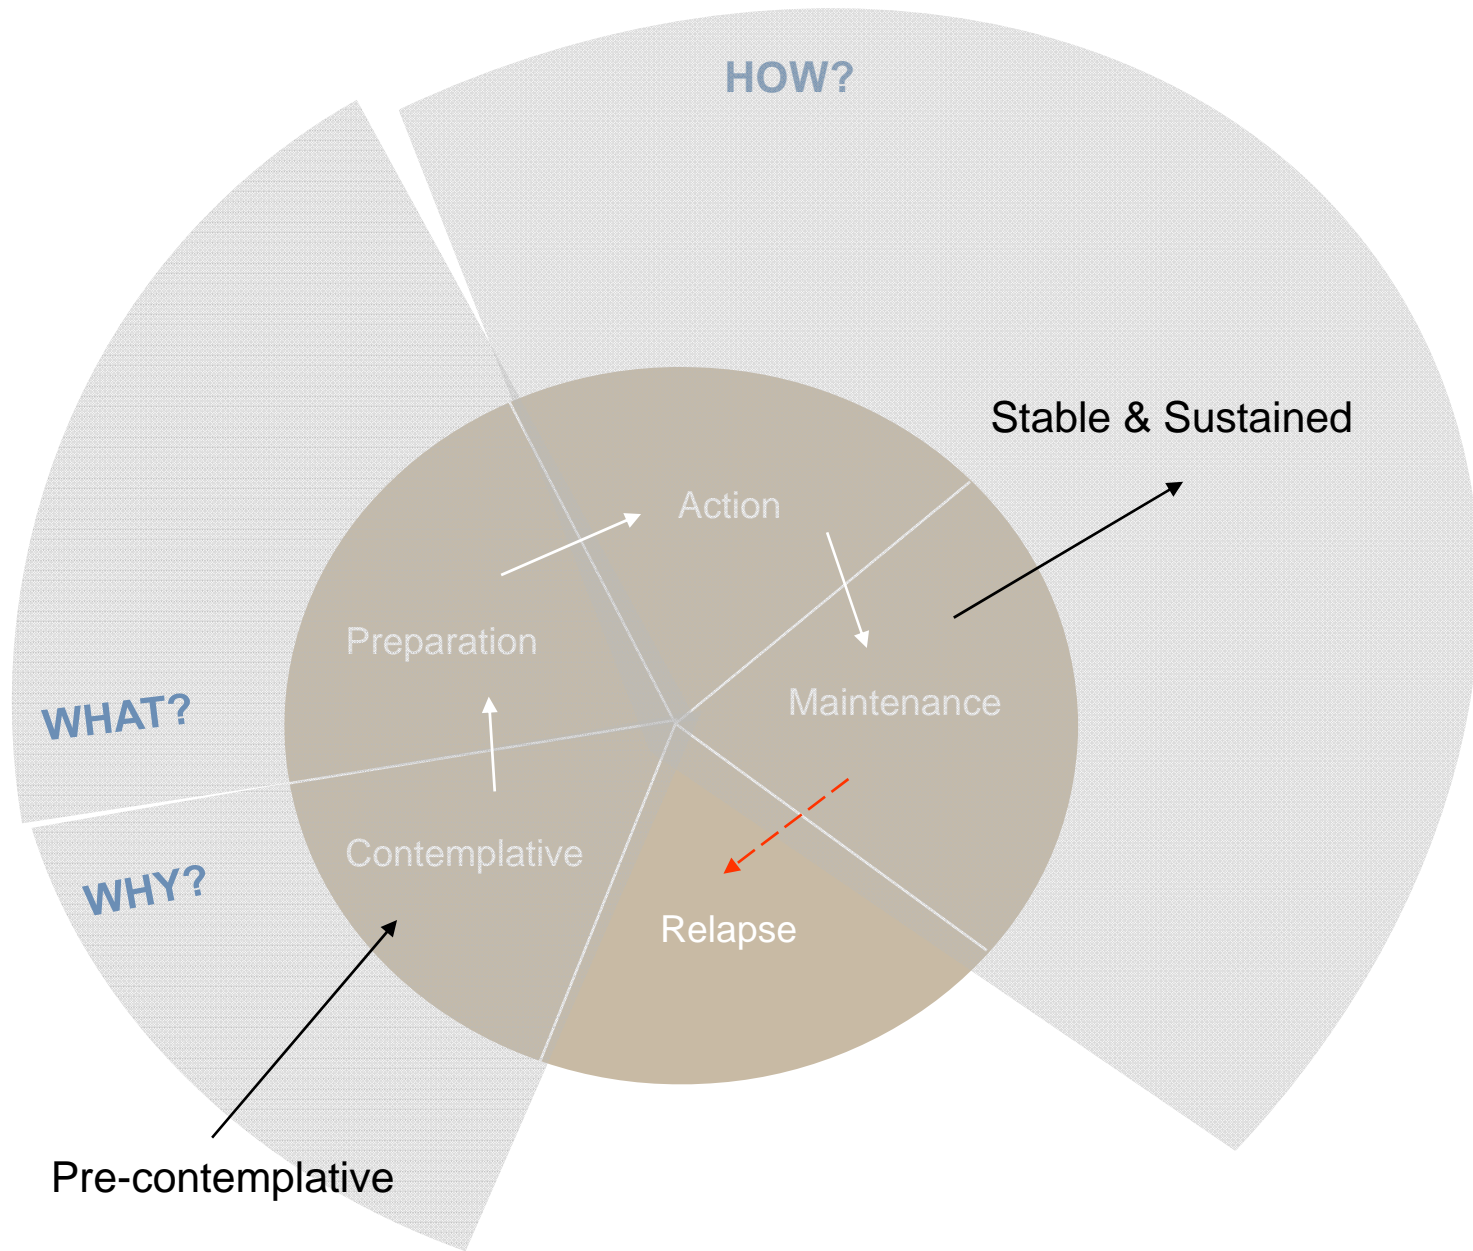 HOW?
Stable & Sustained
Action
Preparation
Maintenance
WHAT?
Contemplative
WHY?
Relapse
Pre-contemplative